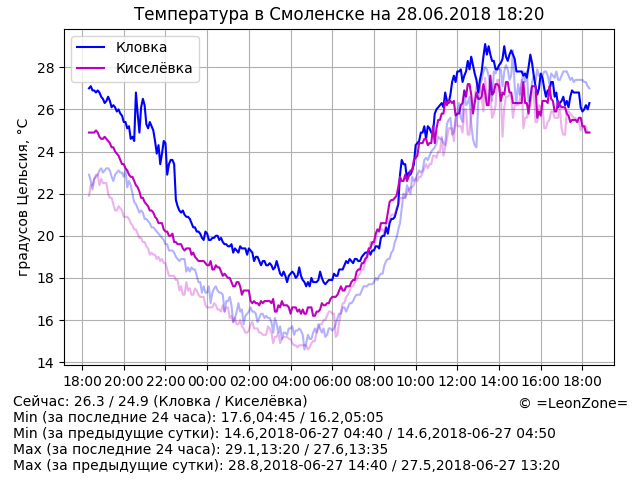 Температура в Смоленске на 28.06.2018 18:20
Кловка
Киселёвка
градусов Цельсия, °C
28
26
24
22
20
18
16
14
18:00 20:00 22:00 00:00 02:00 04:00 06:00 08:00 10:00 12:00 14:00 16:00 18:00
Сейчас: 26.3 / 24.9 (Кловка / Киселёвка)
© =LeonZone=
Min (за последние 24 часа): 17.6,04:45 / 16.2,05:05
Min (за предыдущие сутки): 14.6,2018-06-27 04:40 / 14.6,2018-06-27 04:50
Max (за последние 24 часа): 29.1,13:20 / 27.6,13:35
Max (за предыдущие сутки): 28.8,2018-06-27 14:40 / 27.5,2018-06-27 13:20